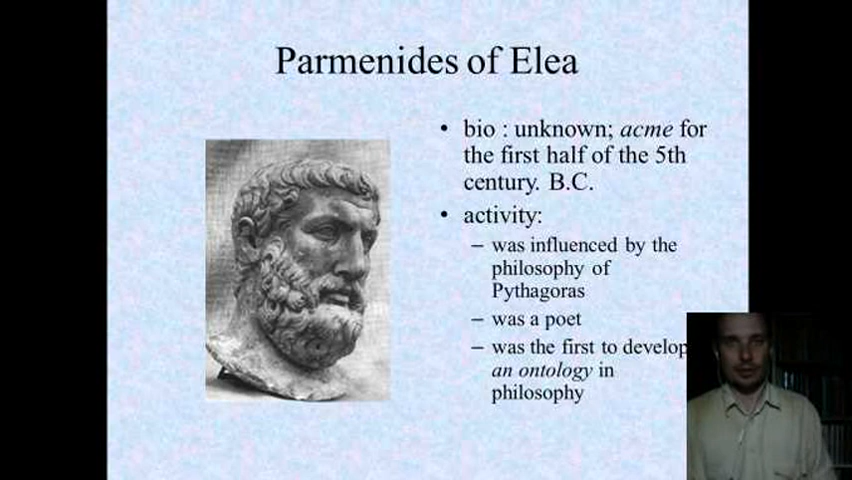 Parmenides of Elea
• bio : unknown; acme for
the first half of the 5th
century. B.C.
• activity:
– was influenced by the
philosophy of
Pythagoras
– was a poet
– was the first to develop
an ontology in
philosophy